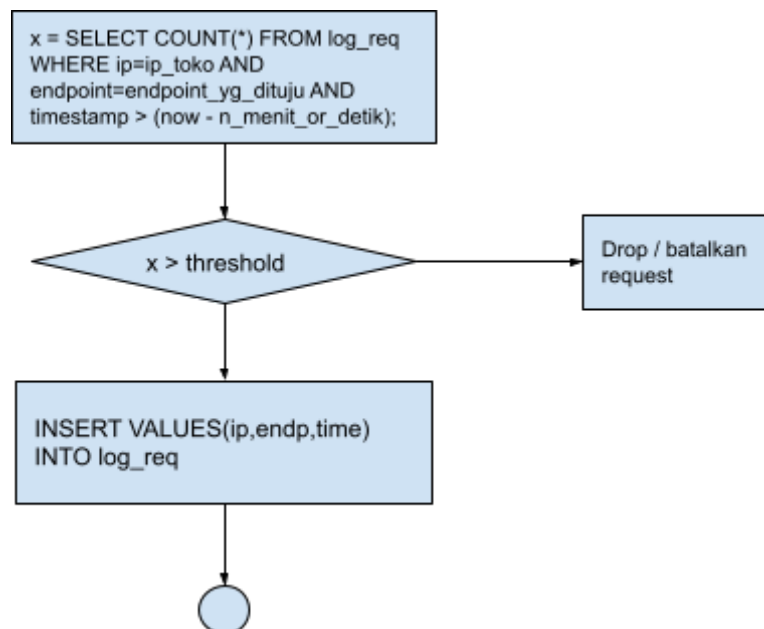 x = SELECT COUNT(*) FROM log_req
WHERE ip=ip_toko AND
endpoint=endpoint_yg_dituju AND
timestamp > (now - n_menit_or_detik);
x > threshold
Drop / batalkan
request
INSERT VALUES(ip,endp,time)
INTO log_req